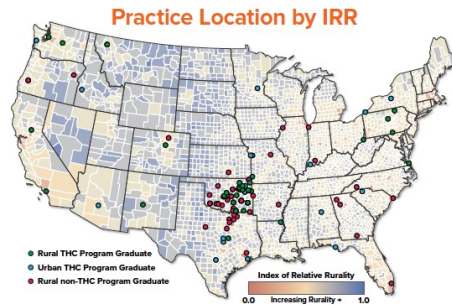 Practice Location by IRR
Rural THC Program Graduate
Urban THC Program Graduate
Rural non-THC Program Graduate
Index of Relative Rurality
0.0 Increasing Rurality 1.0